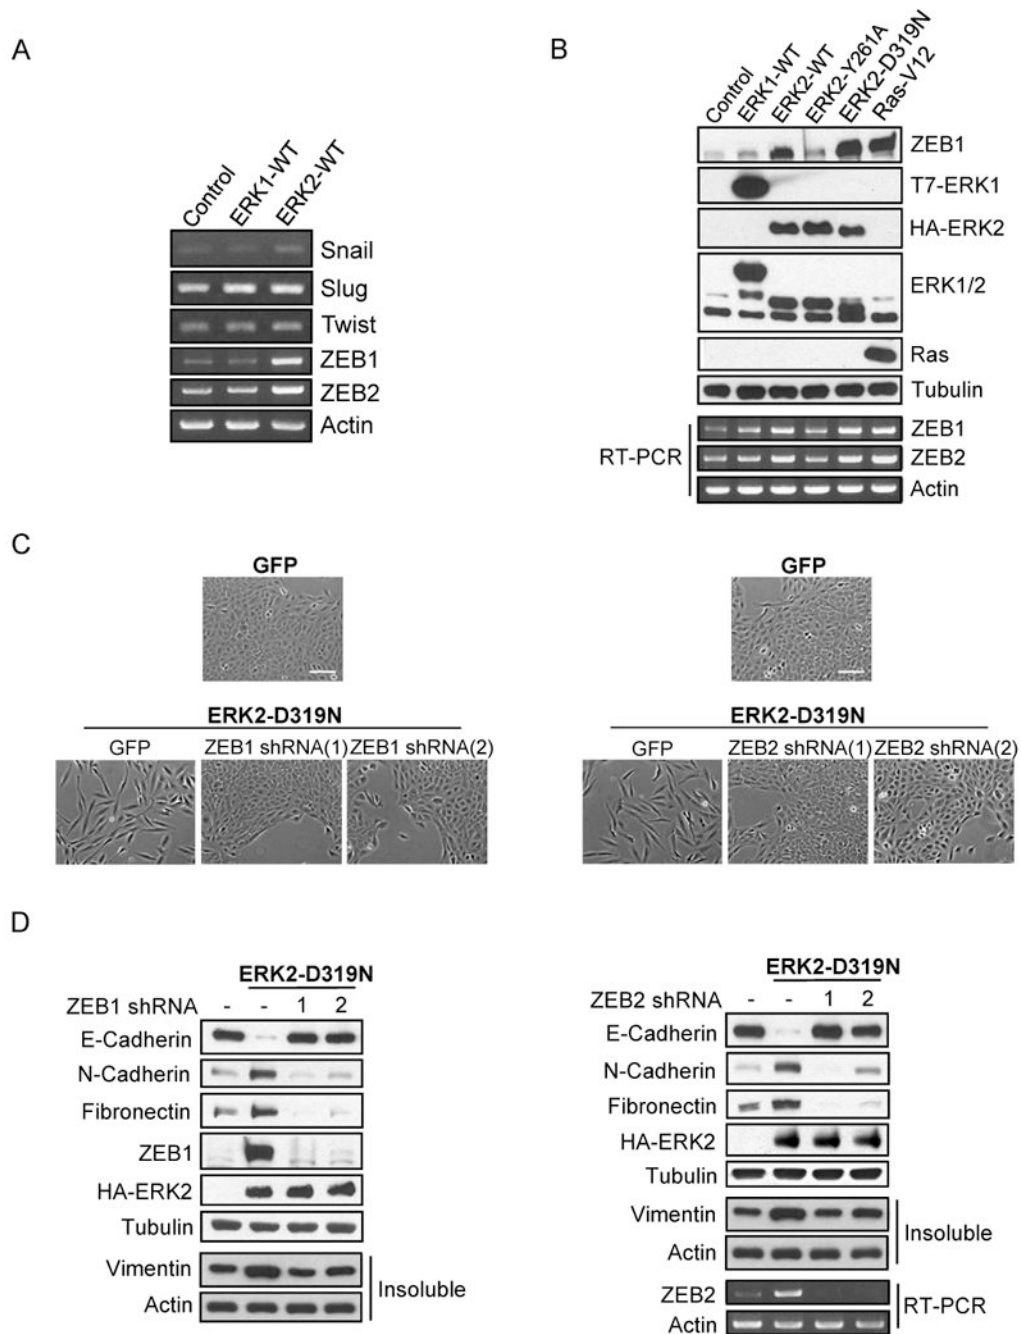 A
Control
ERK1-WT
ERK2-WT
Snail
Slug
Twist
ZEB1
ZEB2
Actin
B
Control
ERK1-WT
ERK2-WT
ERK2-Y261A
ERK2-D319N
Ras-V12
ZEB1
T7-ERK1
HA-ERK2
ERK1/2
Ras
Tubulin
RT-PCR
ZEB1
ZEB2
Actin
C
GFP
ERK2-D319N
GFP ZEB1 shRNA(1) ZEB1 shRNA(2)
GFP
ERK2-D319N
GFP ZEB2 shRNA(1) ZEB2 shRNA(2)
D
ERK2-D319N
ZEB1 shRNA - - 1 2
E-Cadherin
N-Cadherin
Fibronectin
ZEB1
HA-ERK2
Tubulin
Vimentin
Actin
Insoluble
ERK2-D319N
ZEB2 shRNA - - 1 2
E-Cadherin
N-Cadherin
Fibronectin
HA-ERK2
Tubulin
Vimentin
Actin
Insoluble
ZEB2
Actin
RT-PCR